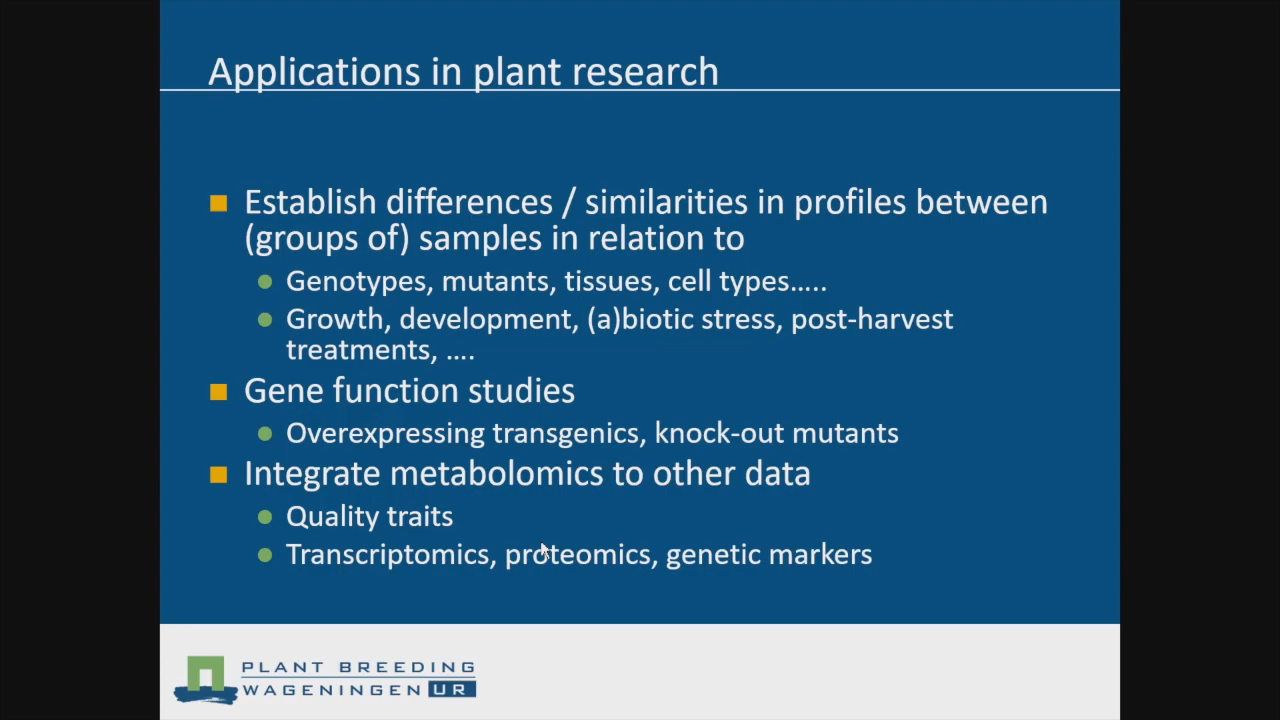 Applications in plant research
Establish differences / similarities in profiles between
(groups of) samples in relation to
Genotypes, mutants, tissues, cell types.....
Growth, development, (a)biotic stress, post-harvest
treatments, ....
Gene function studies
Overexpressing transgenics, knock-out mutants
Integrate metabolomics to other data
Quality traits
Transcriptomics, proteomics, genetic markers
PLANT BREEDING
WAGENINGEN UR